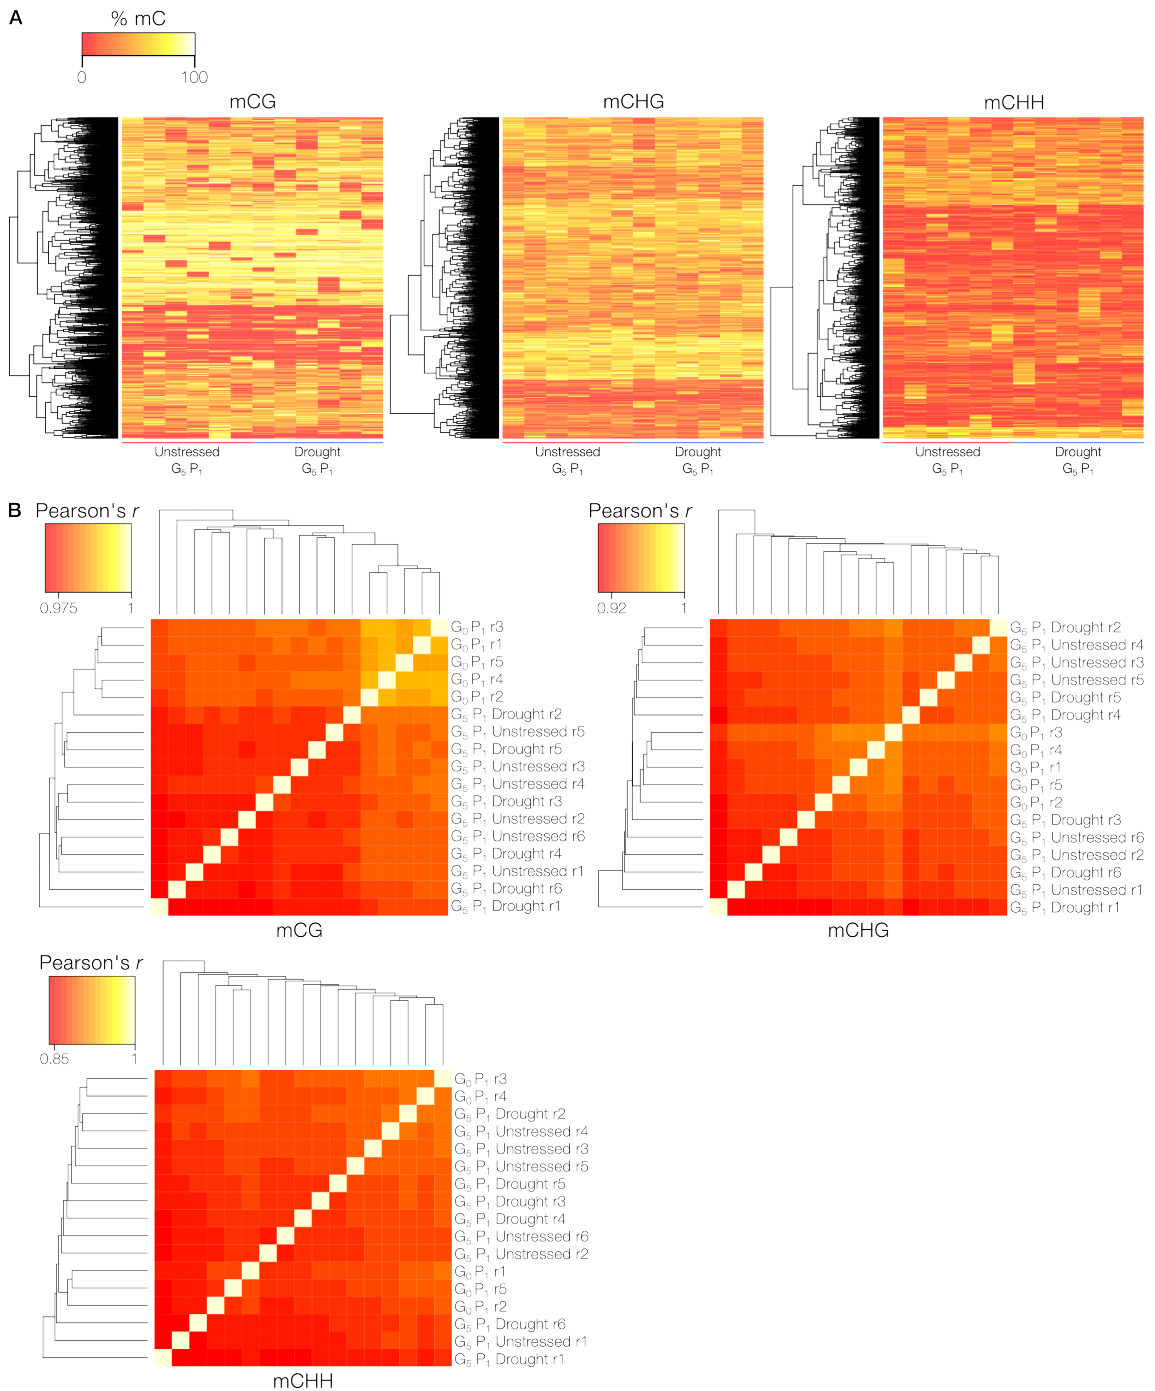 A
% mC
0 100
mCG mCHG mCHH
Unstressed Drought Unstressed Drought Unstressed Drought
G₅ P₁ G₅ P₁ G₅ P₁ G₅ P₁ G₅ P₁ G₅ P₁
B
Pearson's r
0.975 1
G₀ P₁ r3
G₀ P₁ r1
G₀ P₁ r5
G₀ P₁ r4
G₀ P₁ r2
G₅ P₁ Drought r2
G₅ P₁ Unstressed r5
G₅ P₁ Drought r5
G₅ P₁ Unstressed r3
G₅ P₁ Unstressed r4
G₅ P₁ Drought r3
G₅ P₁ Unstressed r2
G₅ P₁ Unstressed r6
G₅ P₁ Drought r4
G₅ P₁ Unstressed r1
G₅ P₁ Drought r6
G₅ P₁ Drought r1
mCG
Pearson's r
0.92 1
G₅ P₁ Drought r2
G₅ P₁ Unstressed r4
G₅ P₁ Unstressed r3
G₅ P₁ Unstressed r5
G₅ P₁ Drought r5
G₅ P₁ Drought r4
G₀ P₁ r3
G₀ P₁ r4
G₀ P₁ r1
G₀ P₁ r5
G₀ P₁ r2
G₅ P₁ Drought r3
G₅ P₁ Unstressed r6
G₅ P₁ Unstressed r2
G₅ P₁ Drought r6
G₅ P₁ Unstressed r1
G₅ P₁ Drought r1
mCHG
Pearson's r
0.85 1
G₀ P₁ r3
G₀ P₁ r4
G₅ P₁ Drought r2
G₅ P₁ Unstressed r4
G₅ P₁ Unstressed r3
G₅ P₁ Unstressed r5
G₅ P₁ Drought r5
G₅ P₁ Drought r3
G₅ P₁ Drought r4
G₅ P₁ Unstressed r6
G₅ P₁ Unstressed r2
G₀ P₁ r1
G₀ P₁ r5
G₀ P₁ r2
G₅ P₁ Drought r6
G₅ P₁ Unstressed r1
G₅ P₁ Drought r1
mCHH